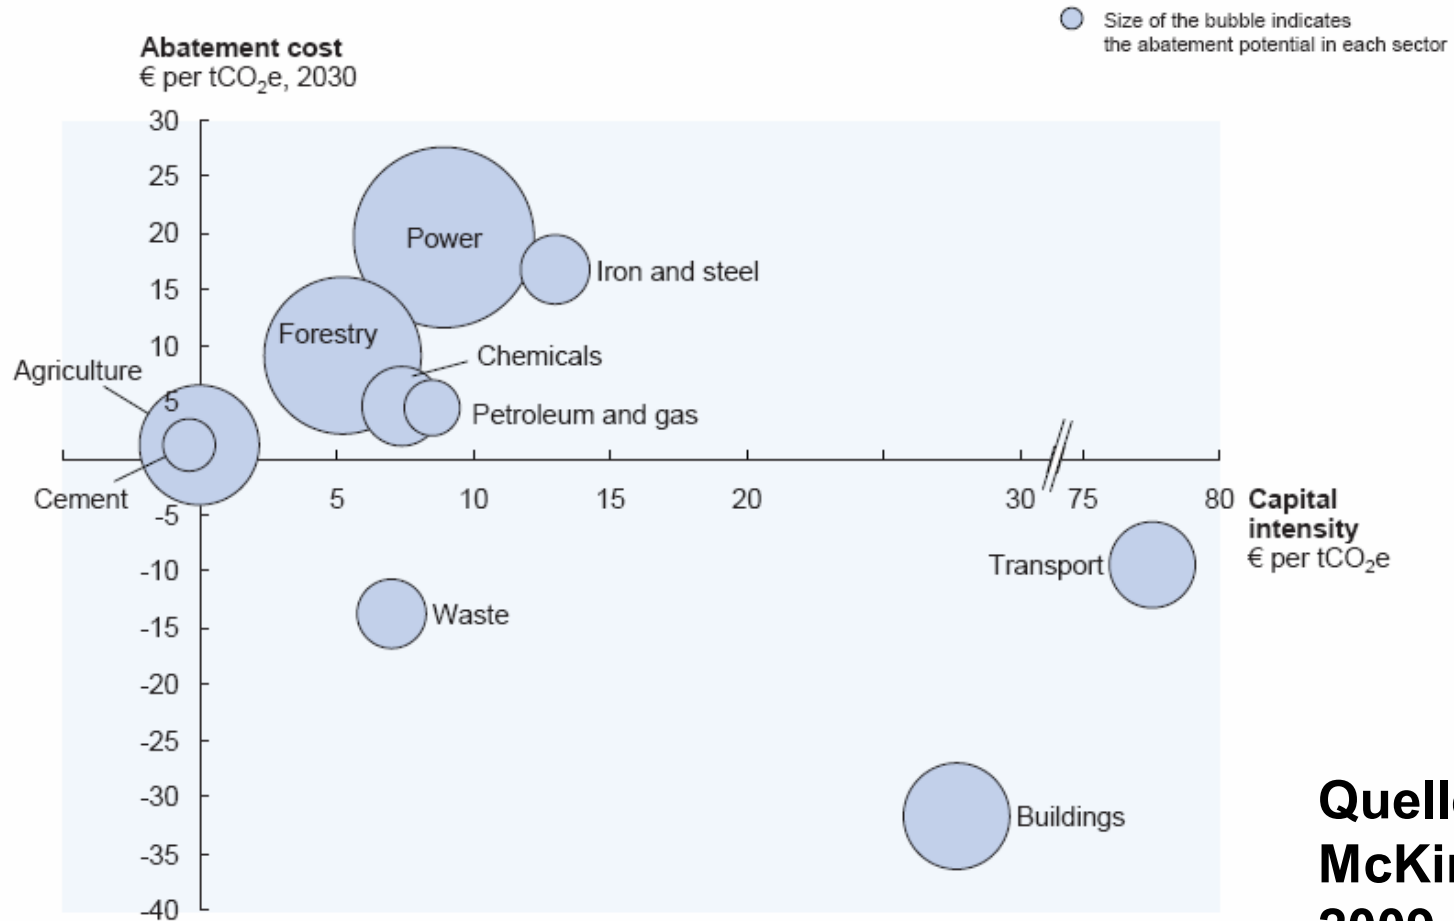 Size of the bubble indicates
the abatement potential in each sector
Abatement cost
€ per tCO₂e, 2030
30
25
20
15
10
5
-5
-10
-15
-20
-25
-30
-35
-40
Power
Iron and steel
Forestry
Chemicals
Agriculture
Petroleum and gas
Cement
5 10 15 20 30 75 80
Capital
intensity
€ per tCO₂e
Transport
Waste
Buildings